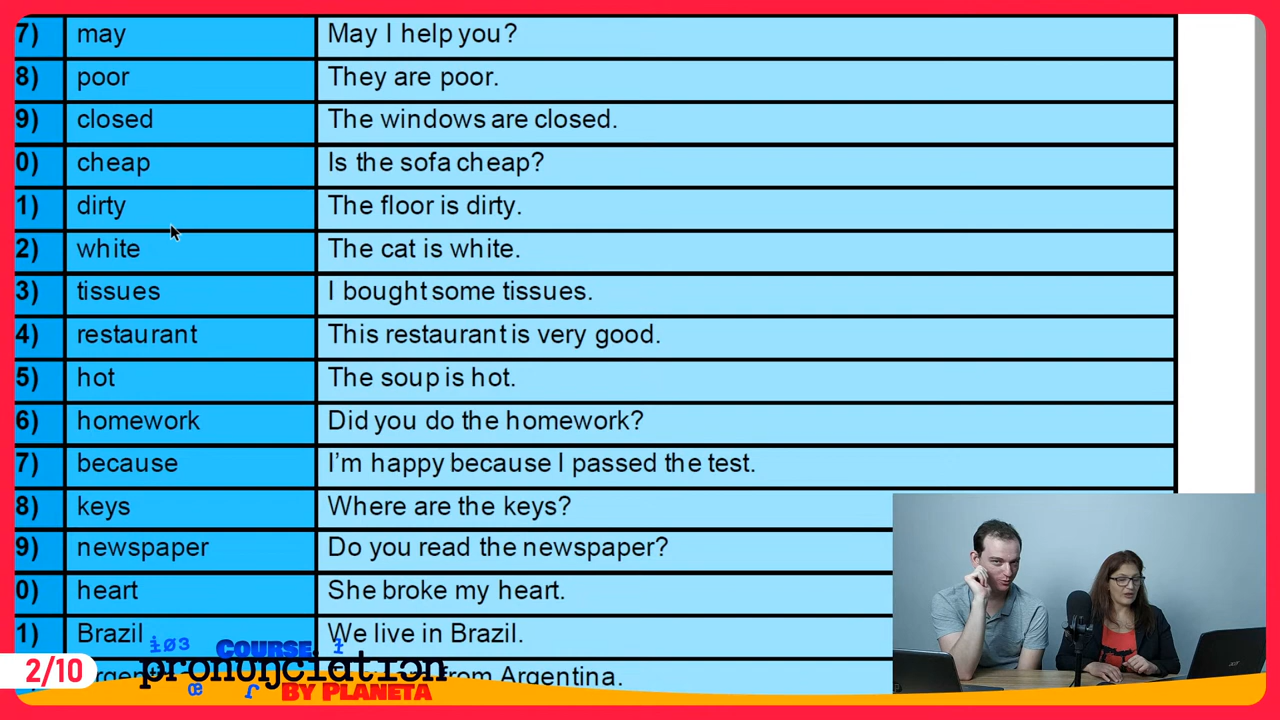 7) may May I help you?
8) poor They are poor.
9) closed The windows are closed.
0) cheap Is the sofa cheap?
1) dirty The floor is dirty.
2) white The cat is white.
3) tissues I bought some tissues.
4) restaurant This restaurant is very good.
5) hot The soup is hot.
6) homework Did you do the homework?
7) because I'm happy because I passed the test.
8) keys Where are the keys?
9) newspaper Do you read the newspaper?
0) heart She broke my heart.
1) Brazil We live in Brazil.
from Argentina.
2/10
COURSE
pronunciation
BY PLANETA